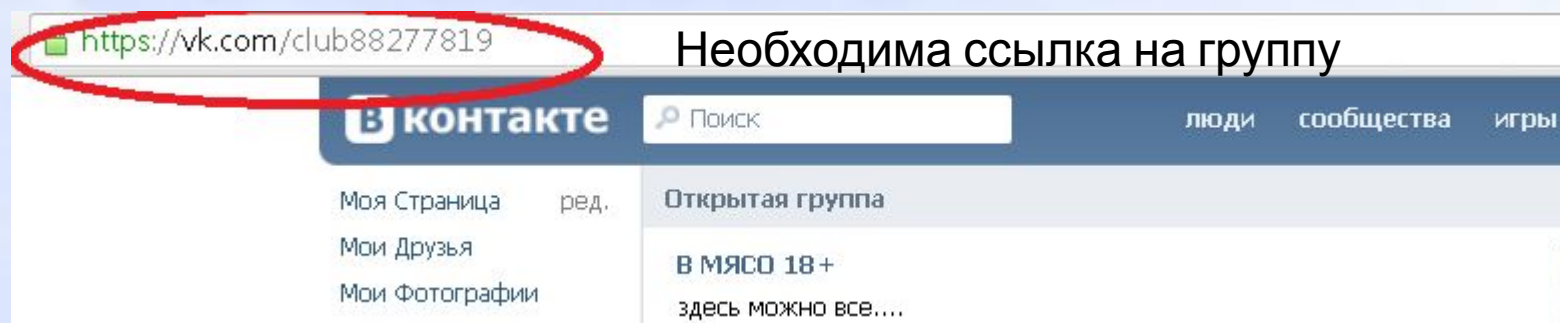 https://vk.com/club88277819
Необходима ссылка на группу
В контакте
Поиск
люди сообщества игры
Моя Страница ред.
Открытая группа
Мои Друзья
В МЯСО 18+
Мои Фотографии
здесь можно все....